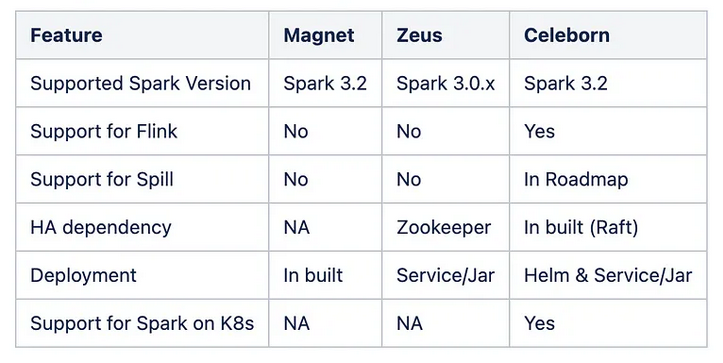 Feature Magnet Zeus Celeborn
Supported Spark Version Spark 3.2 Spark 3.0.x Spark 3.2
Support for Flink No No Yes
Support for Spill No No In Roadmap
HA dependency NA Zookeeper In built (Raft)
Deployment In built Service/Jar Helm & Service/Jar
Support for Spark on K8s NA NA Yes